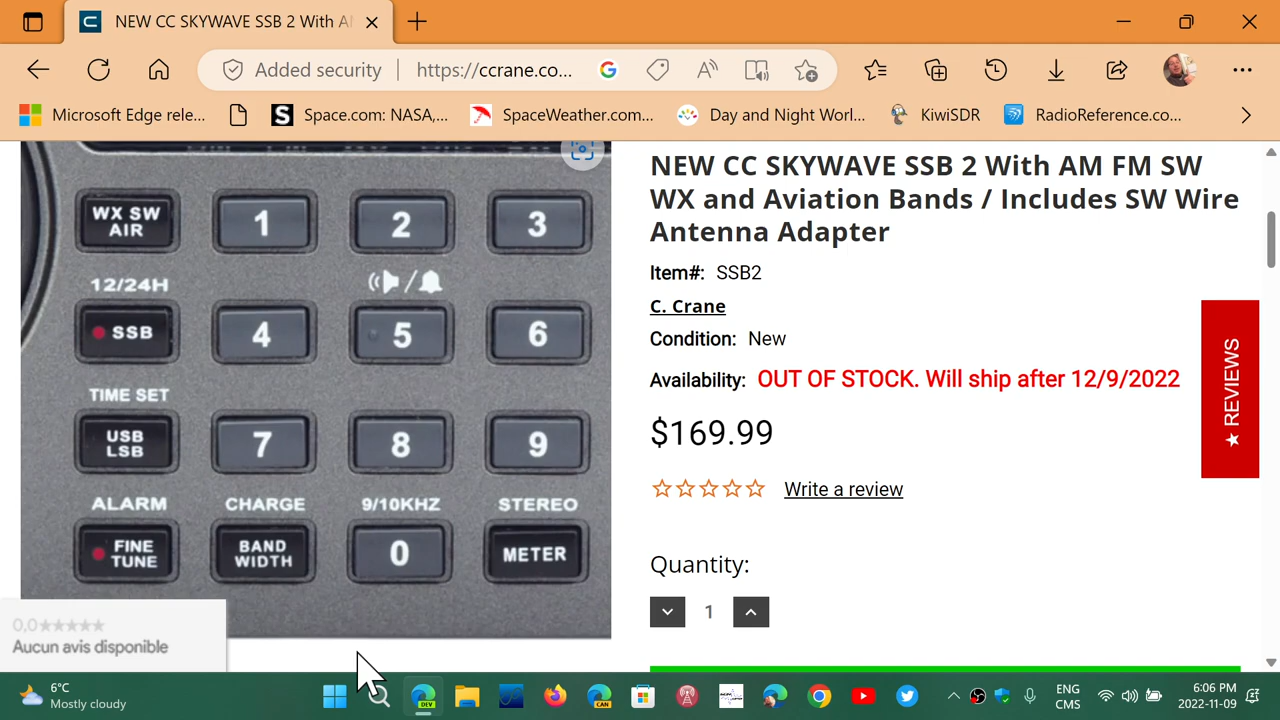 NEW CC SKYWAVE SSB 2 With AM
Added security
https://ccrane.co...
Microsoft Edge rele...
Space.com: NASA,...
SpaceWeather.com...
Day and Night Worl...
KiwiSDR
RadioReference.co...
WX SW
AIR
1
2
3
12/24H
SSB
4
5
6
TIME SET
USB
LSB
7
8
9
ALARM
CHARGE
9/10KHZ
STEREO
FINE
TUNE
BAND
WIDTH
0
METER
0,0★★★★★
Aucun avis disponible
NEW CC SKYWAVE SSB 2 With AM FM SW
WX and Aviation Bands / Includes SW Wire
Antenna Adapter
Item#: SSB2
C. Crane
Condition: New
Availability: OUT OF STOCK. Will ship after 12/9/2022
$169.99
Write a review
Quantity:
1
★ REVIEWS
6°C
Mostly cloudy
DEV
CAN
ENG
CMS
6:06 PM
2022-11-09